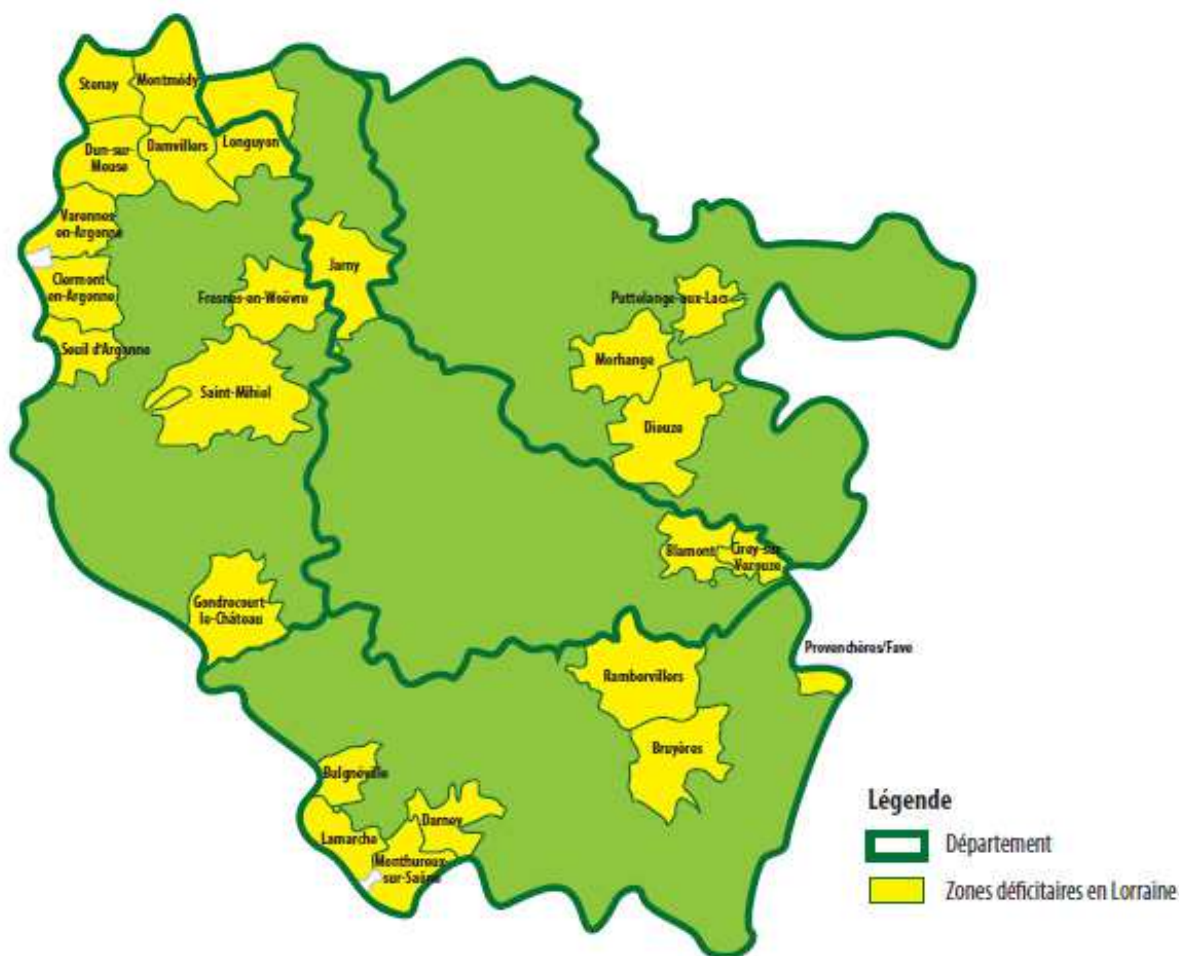 Stenay
Montmédy
Dun-sur-
Meuse
Damvillers
Longuyon
Varennes-
en-Argonne
Clermont
en-Argonne
Seuil d'Argonne
Fresnes-en-Woëvre
Jarny
Saint-Mihiel
Puttelange-aux-Lacs
Morhange
Dieuze
Blamont
Cirey-sur-
Vezouze
Gondrecourt
le-Château
Provenchères/Fave
Rambervillers
Bruyères
Bulgnéville
Lamarche
Darney
Monthureux-
sur-Saône
Légende
Département
Zones déficitaires en Lorraine